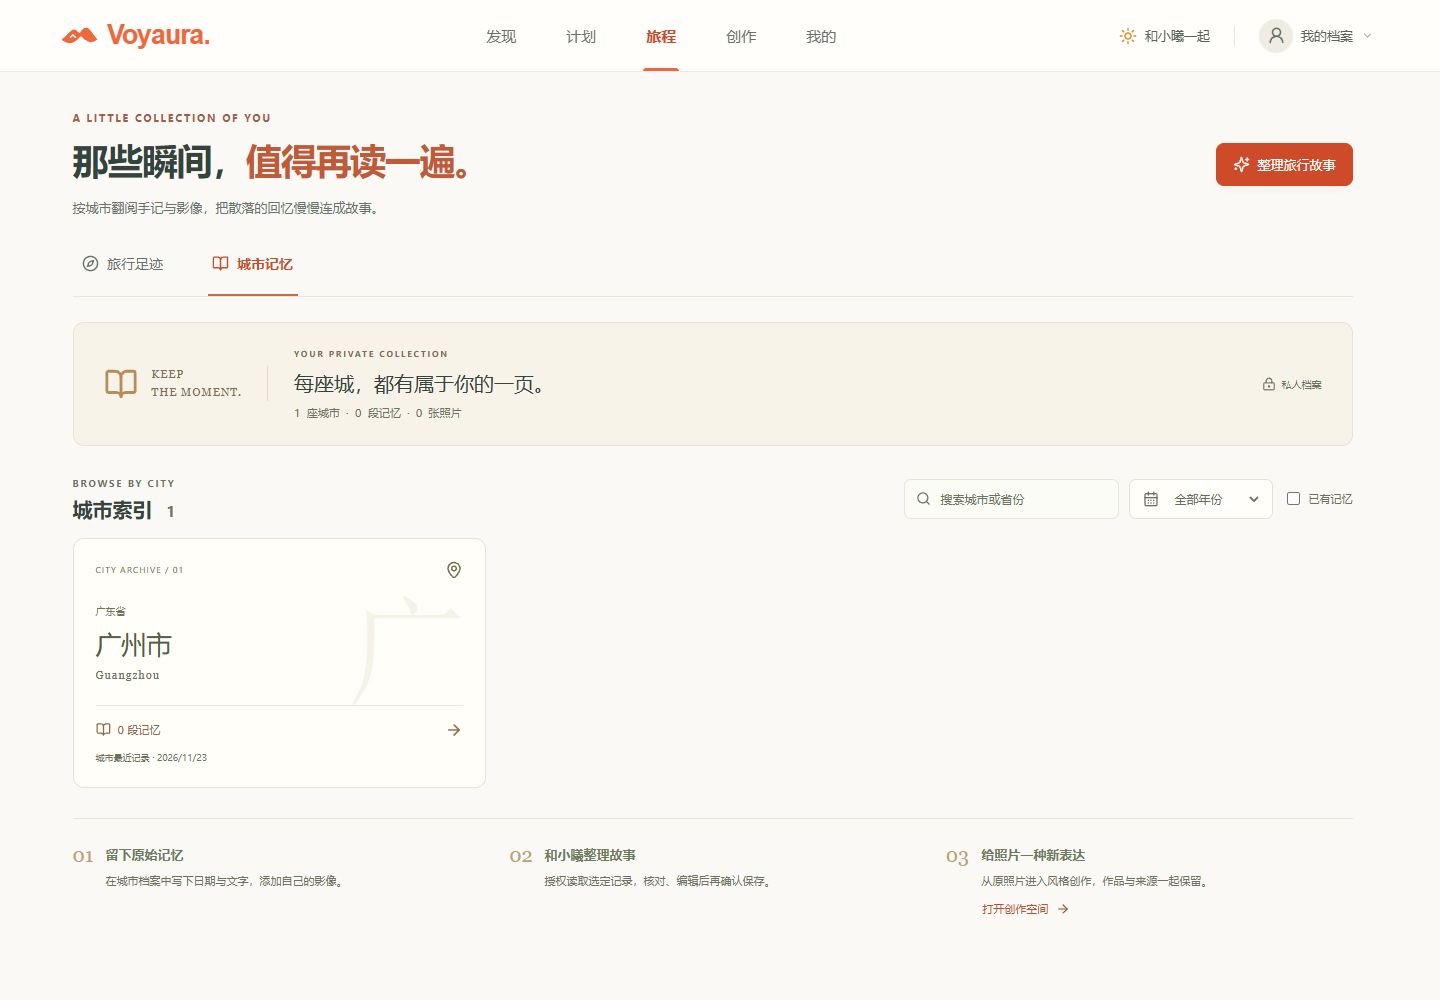 Voyaura.
发现
计划
旅程
创作
我的
和小曦一起
我的档案
A LITTLE COLLECTION OF YOU
那些瞬间，值得再读一遍。
整理旅行故事
按城市翻阅手记与影像，把散落的回忆慢慢连成故事。
旅行足迹
城市记忆
KEEP
THE MOMENT.
YOUR PRIVATE COLLECTION
每座城，都有属于你的一页。
1 座城市 · 0 段记忆 · 0 张照片
私人档案
BROWSE BY CITY
城市索引 1
搜索城市或省份
全部年份
已有记忆
CITY ARCHIVE / 01
广东省
广
广州市
Guangzhou
0 段记忆
城市最近记录 · 2026/11/23
01 留下原始记忆
在城市档案中写下日期与文字，添加自己的影像。
02 和小曦整理故事
授权读取选定记录，核对、编辑后再确认保存。
03 给照片一种新表达
从原照片进入风格创作，作品与来源一起保留。
打开创作空间